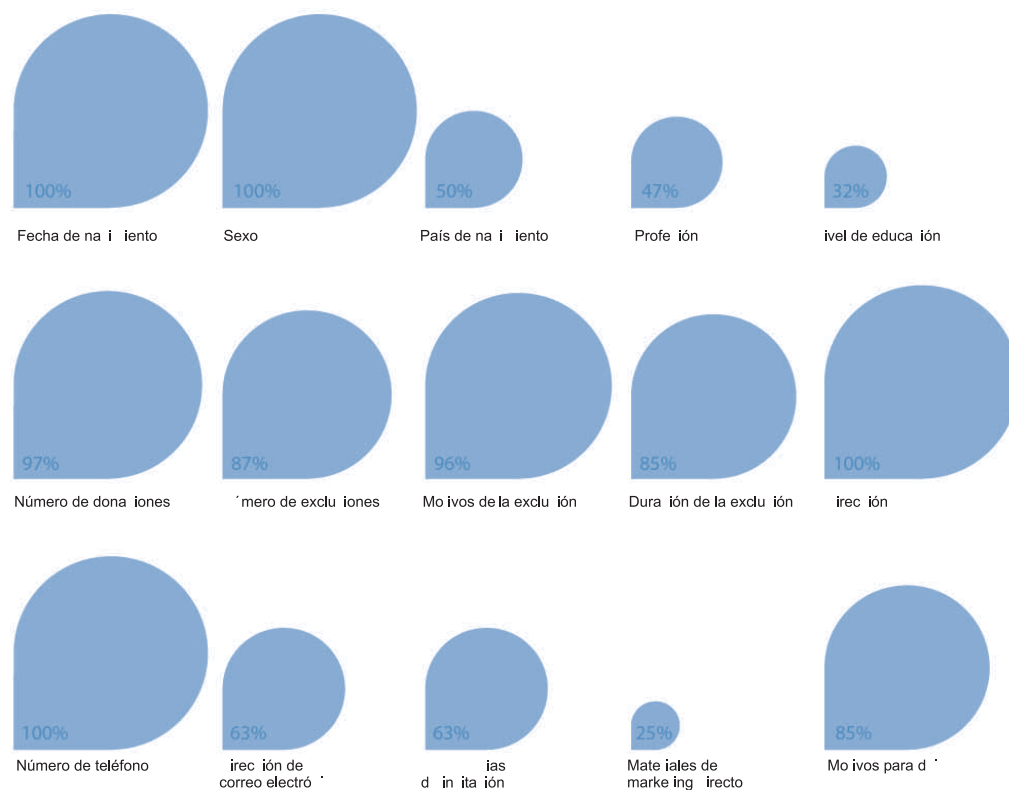 100%
100%
50%
47%
32%
Fecha de na i iento
Sexo
País de na i iento
Profe ión
ivel de educa ión
97%
87%
96%
85%
100%
Número de dona iones
´mero de exclu iones
Mo ivos de la exclu ión
Dura ión de la exclu ión
irec ión
100%
63%
63%
25%
85%
Número de teléfono
irec ión de
correo electró
ias
d in ita ión
Mate iales de
marke ing irecto
Mo ivos para d